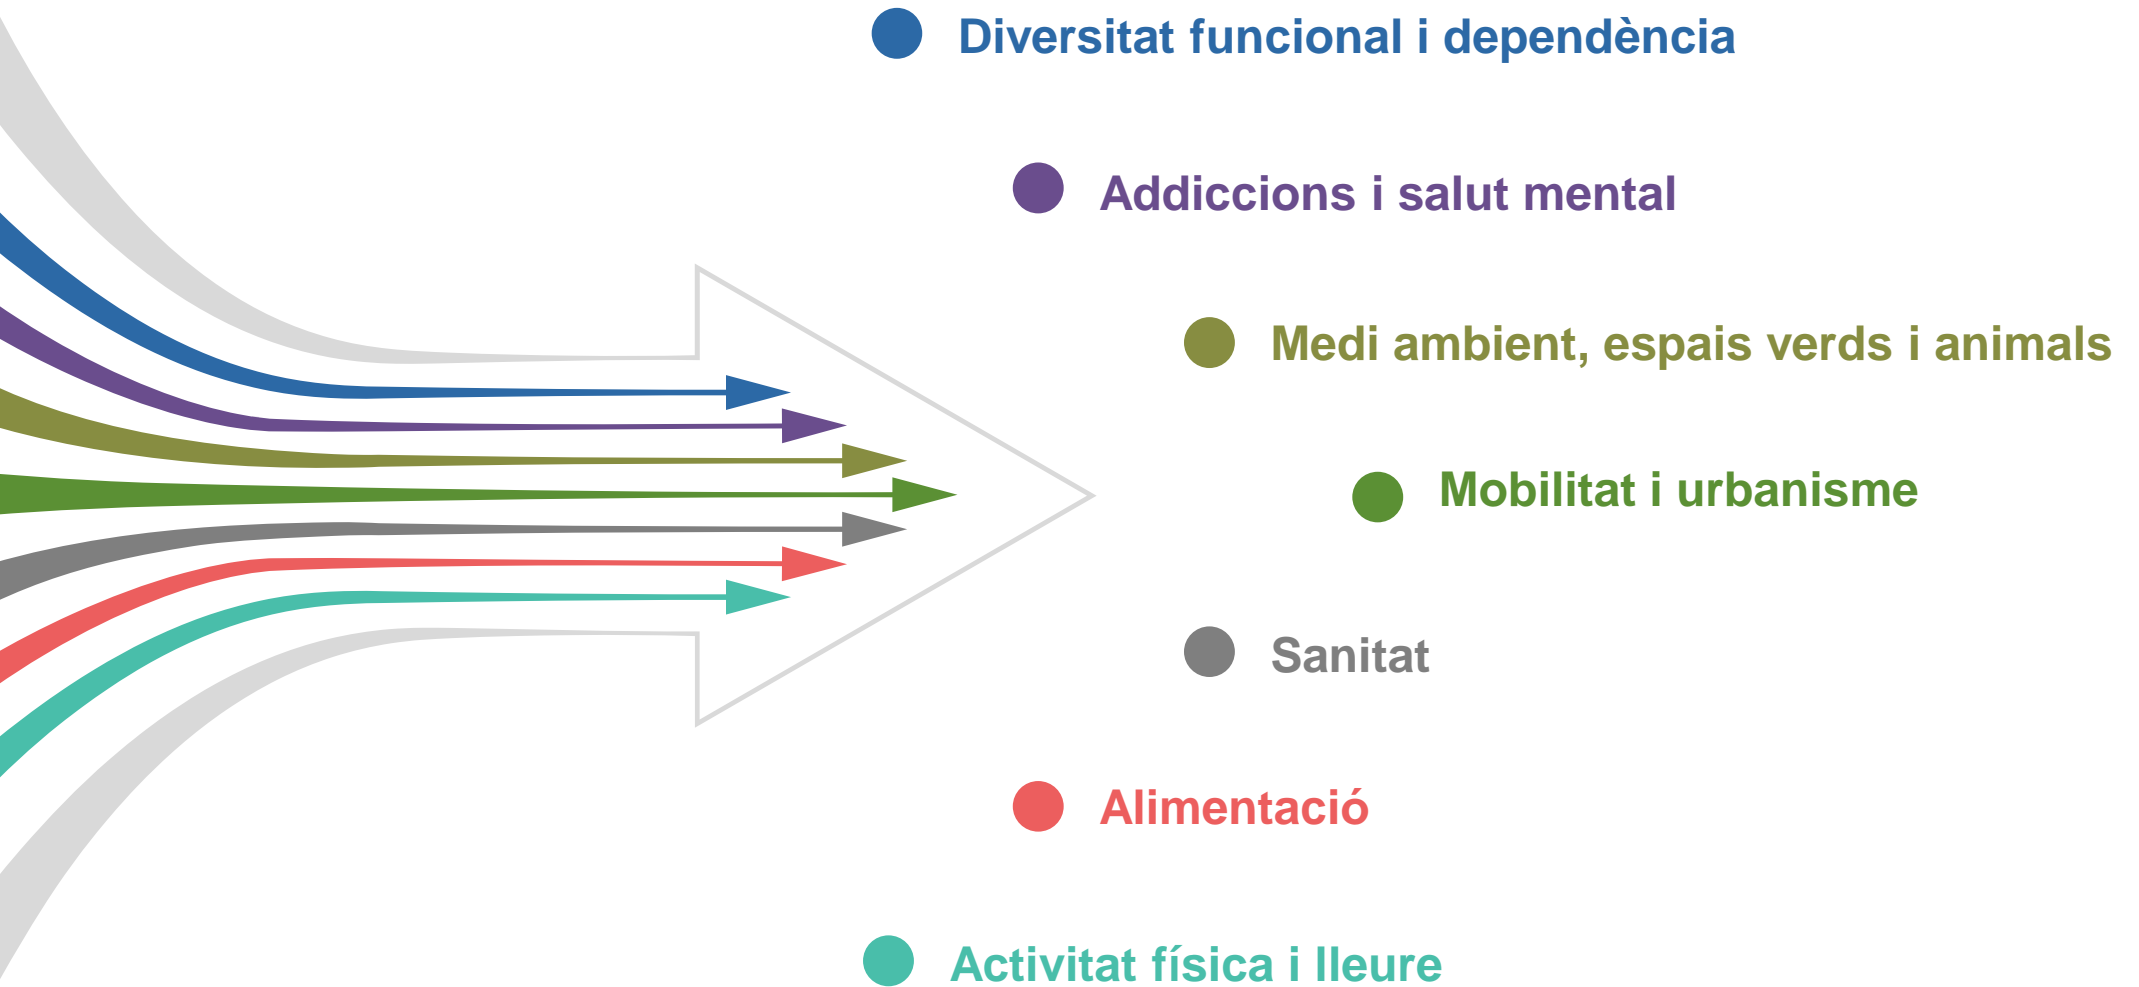 Diversitat funcional i dependència
Addiccions i salut mental
Medi ambient, espais verds i animals
Mobilitat i urbanisme
Sanitat
Alimentació
Activitat física i lleure